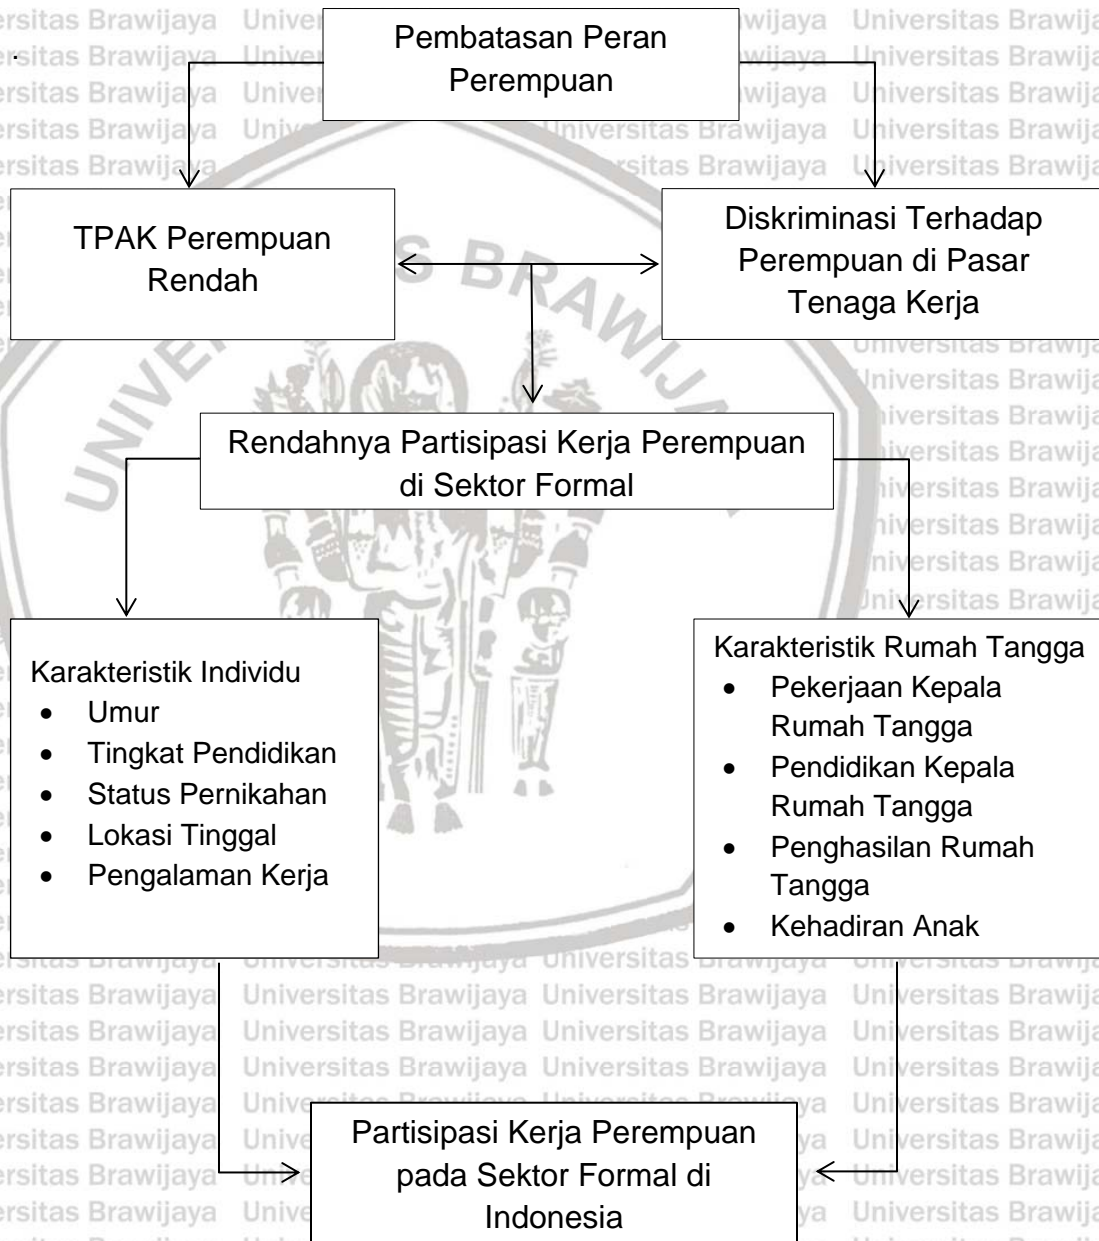 Pembatasan Peran
Perempuan
TPAK Perempuan
Rendah
Diskriminasi Terhadap
Perempuan di Pasar
Tenaga Kerja
Rendahnya Partisipasi Kerja Perempuan
di Sektor Formal
Karakteristik Individu
• Umur
• Tingkat Pendidikan
• Status Pernikahan
• Lokasi Tinggal
• Pengalaman Kerja
Karakteristik Rumah Tangga
• Pekerjaan Kepala
Rumah Tangga
• Pendidikan Kepala
Rumah Tangga
• Penghasilan Rumah
Tangga
• Kehadiran Anak
Partisipasi Kerja Perempuan
pada Sektor Formal di
Indonesia